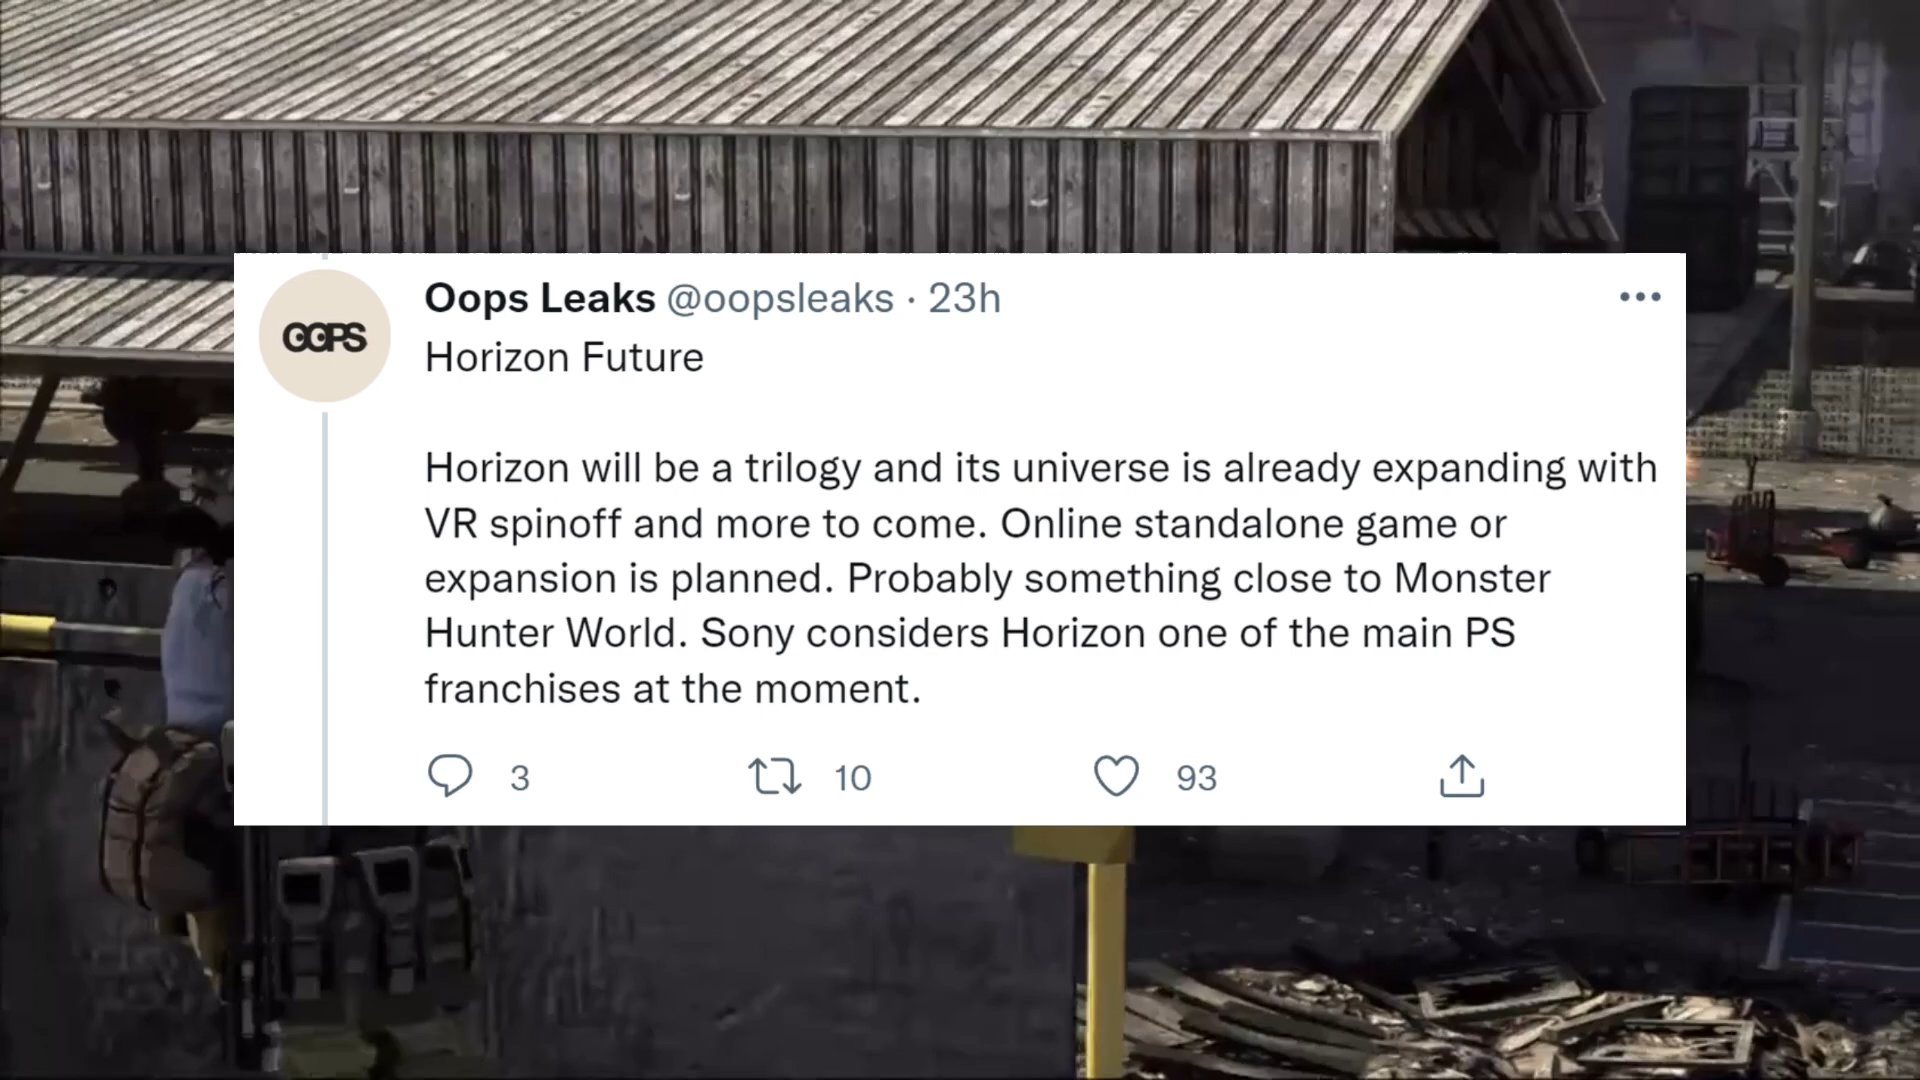 OOPS
Oops Leaks @oopsleaks · 23h
Horizon Future
Horizon will be a trilogy and its universe is already expanding with
VR spinoff and more to come. Online standalone game or
expansion is planned. Probably something close to Monster
Hunter World. Sony considers Horizon one of the main PS
franchises at the moment.
3 10 93